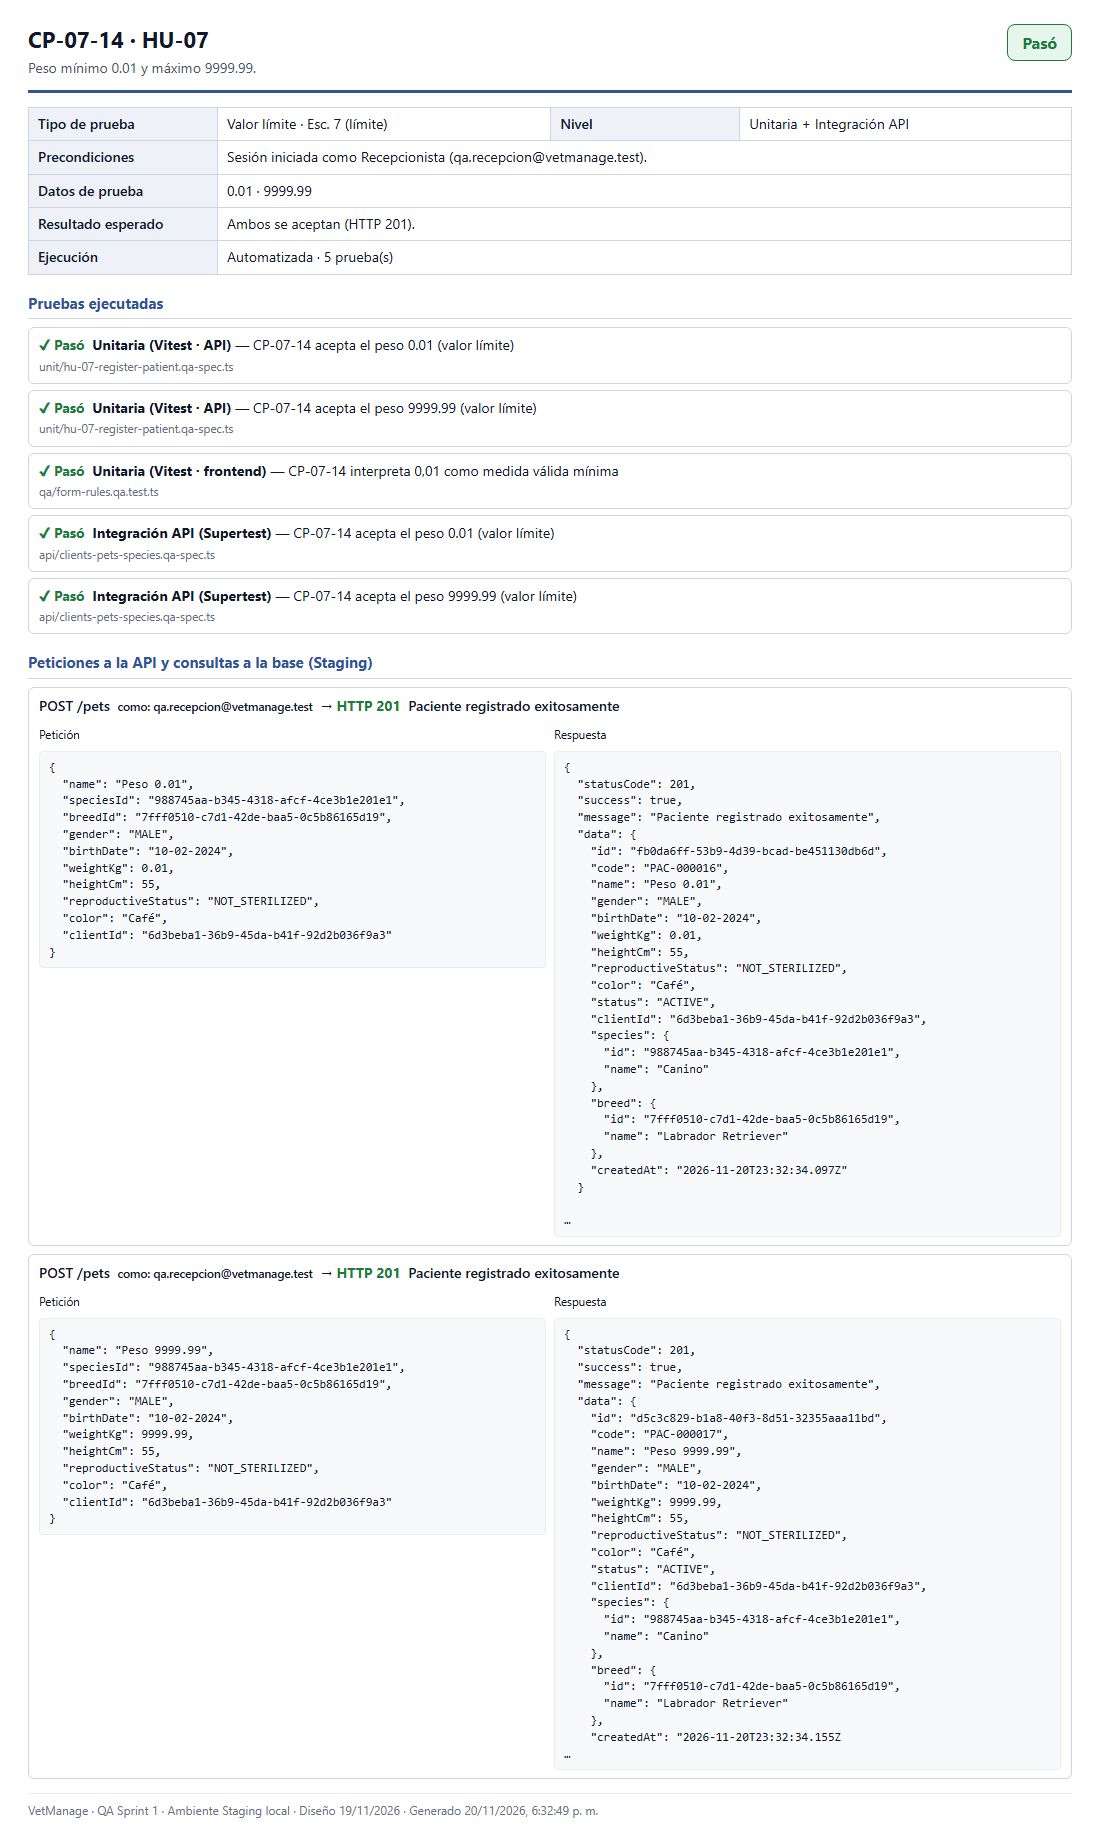 CP-07-14 · HU-07
Pasó
Peso mínimo 0.01 y máximo 9999.99.
Tipo de prueba Valor límite · Esc. 7 (límite) Nivel Unitaria + Integración API
Precondiciones Sesión iniciada como Recepcionista (qa.recepcion@vetmanage.test).
Datos de prueba 0.01 · 9999.99
Resultado esperado Ambos se aceptan (HTTP 201).
Ejecución Automatizada · 5 prueba(s)
Pruebas ejecutadas
✓ Pasó Unitaria (Vitest · API) — CP-07-14 acepta el peso 0.01 (valor límite)
unit/hu-07-register-patient.qa-spec.ts
✓ Pasó Unitaria (Vitest · API) — CP-07-14 acepta el peso 9999.99 (valor límite)
unit/hu-07-register-patient.qa-spec.ts
✓ Pasó Unitaria (Vitest · frontend) — CP-07-14 interpreta 0,01 como medida válida mínima
qa/form-rules.qa.test.ts
✓ Pasó Integración API (Supertest) — CP-07-14 acepta el peso 0.01 (valor límite)
api/clients-pets-species.qa-spec.ts
✓ Pasó Integración API (Supertest) — CP-07-14 acepta el peso 9999.99 (valor límite)
api/clients-pets-species.qa-spec.ts
Peticiones a la API y consultas a la base (Staging)
POST /pets como: qa.recepcion@vetmanage.test → HTTP 201 Paciente registrado exitosamente
Petición
{
"name": "Peso 0.01",
"speciesId": "988745aa-b345-4318-afcf-4ce3b1e201e1",
"breedId": "7fff0510-c7d1-42de-baa5-0c5b86165d19",
"gender": "MALE",
"birthDate": "10-02-2024",
"weightKg": 0.01,
"heightCm": 55,
"reproductiveStatus": "NOT_STERILIZED",
"color": "Café",
"clientId": "6d3beba1-36b9-45da-b41f-92d2b036f9a3"
}
Respuesta
{
"statusCode": 201,
"success": true,
"message": "Paciente registrado exitosamente",
"data": {
"id": "fb0da6ff-53b9-4d39-bcad-be451130db6d",
"code": "PAC-000016",
"name": "Peso 0.01",
"gender": "MALE",
"birthDate": "10-02-2024",
"weightKg": 0.01,
"heightCm": 55,
"reproductiveStatus": "NOT_STERILIZED",
"color": "Café",
"status": "ACTIVE",
"clientId": "6d3beba1-36b9-45da-b41f-92d2b036f9a3",
"species": {
"id": "988745aa-b345-4318-afcf-4ce3b1e201e1",
"name": "Canino"
},
"breed": {
"id": "7fff0510-c7d1-42de-baa5-0c5b86165d19",
"name": "Labrador Retriever"
},
"createdAt": "2026-11-20T23:32:34.097Z"
}
…
POST /pets como: qa.recepcion@vetmanage.test → HTTP 201 Paciente registrado exitosamente
Petición
{
"name": "Peso 9999.99",
"speciesId": "988745aa-b345-4318-afcf-4ce3b1e201e1",
"breedId": "7fff0510-c7d1-42de-baa5-0c5b86165d19",
"gender": "MALE",
"birthDate": "10-02-2024",
"weightKg": 9999.99,
"heightCm": 55,
"reproductiveStatus": "NOT_STERILIZED",
"color": "Café",
"clientId": "6d3beba1-36b9-45da-b41f-92d2b036f9a3"
}
Respuesta
{
"statusCode": 201,
"success": true,
"message": "Paciente registrado exitosamente",
"data": {
"id": "d5c3c829-b1a8-40f3-8d51-32355aaa11bd",
"code": "PAC-000017",
"name": "Peso 9999.99",
"gender": "MALE",
"birthDate": "10-02-2024",
"weightKg": 9999.99,
"heightCm": 55,
"reproductiveStatus": "NOT_STERILIZED",
"color": "Café",
"status": "ACTIVE",
"clientId": "6d3beba1-36b9-45da-b41f-92d2b036f9a3",
"species": {
"id": "988745aa-b345-4318-afcf-4ce3b1e201e1",
"name": "Canino"
},
"breed": {
"id": "7fff0510-c7d1-42de-baa5-0c5b86165d19",
"name": "Labrador Retriever"
},
"createdAt": "2026-11-20T23:32:34.155Z
…
VetManage · QA Sprint 1 · Ambiente Staging local · Diseño 19/11/2026 · Generado 20/11/2026, 6:32:49 p. m.